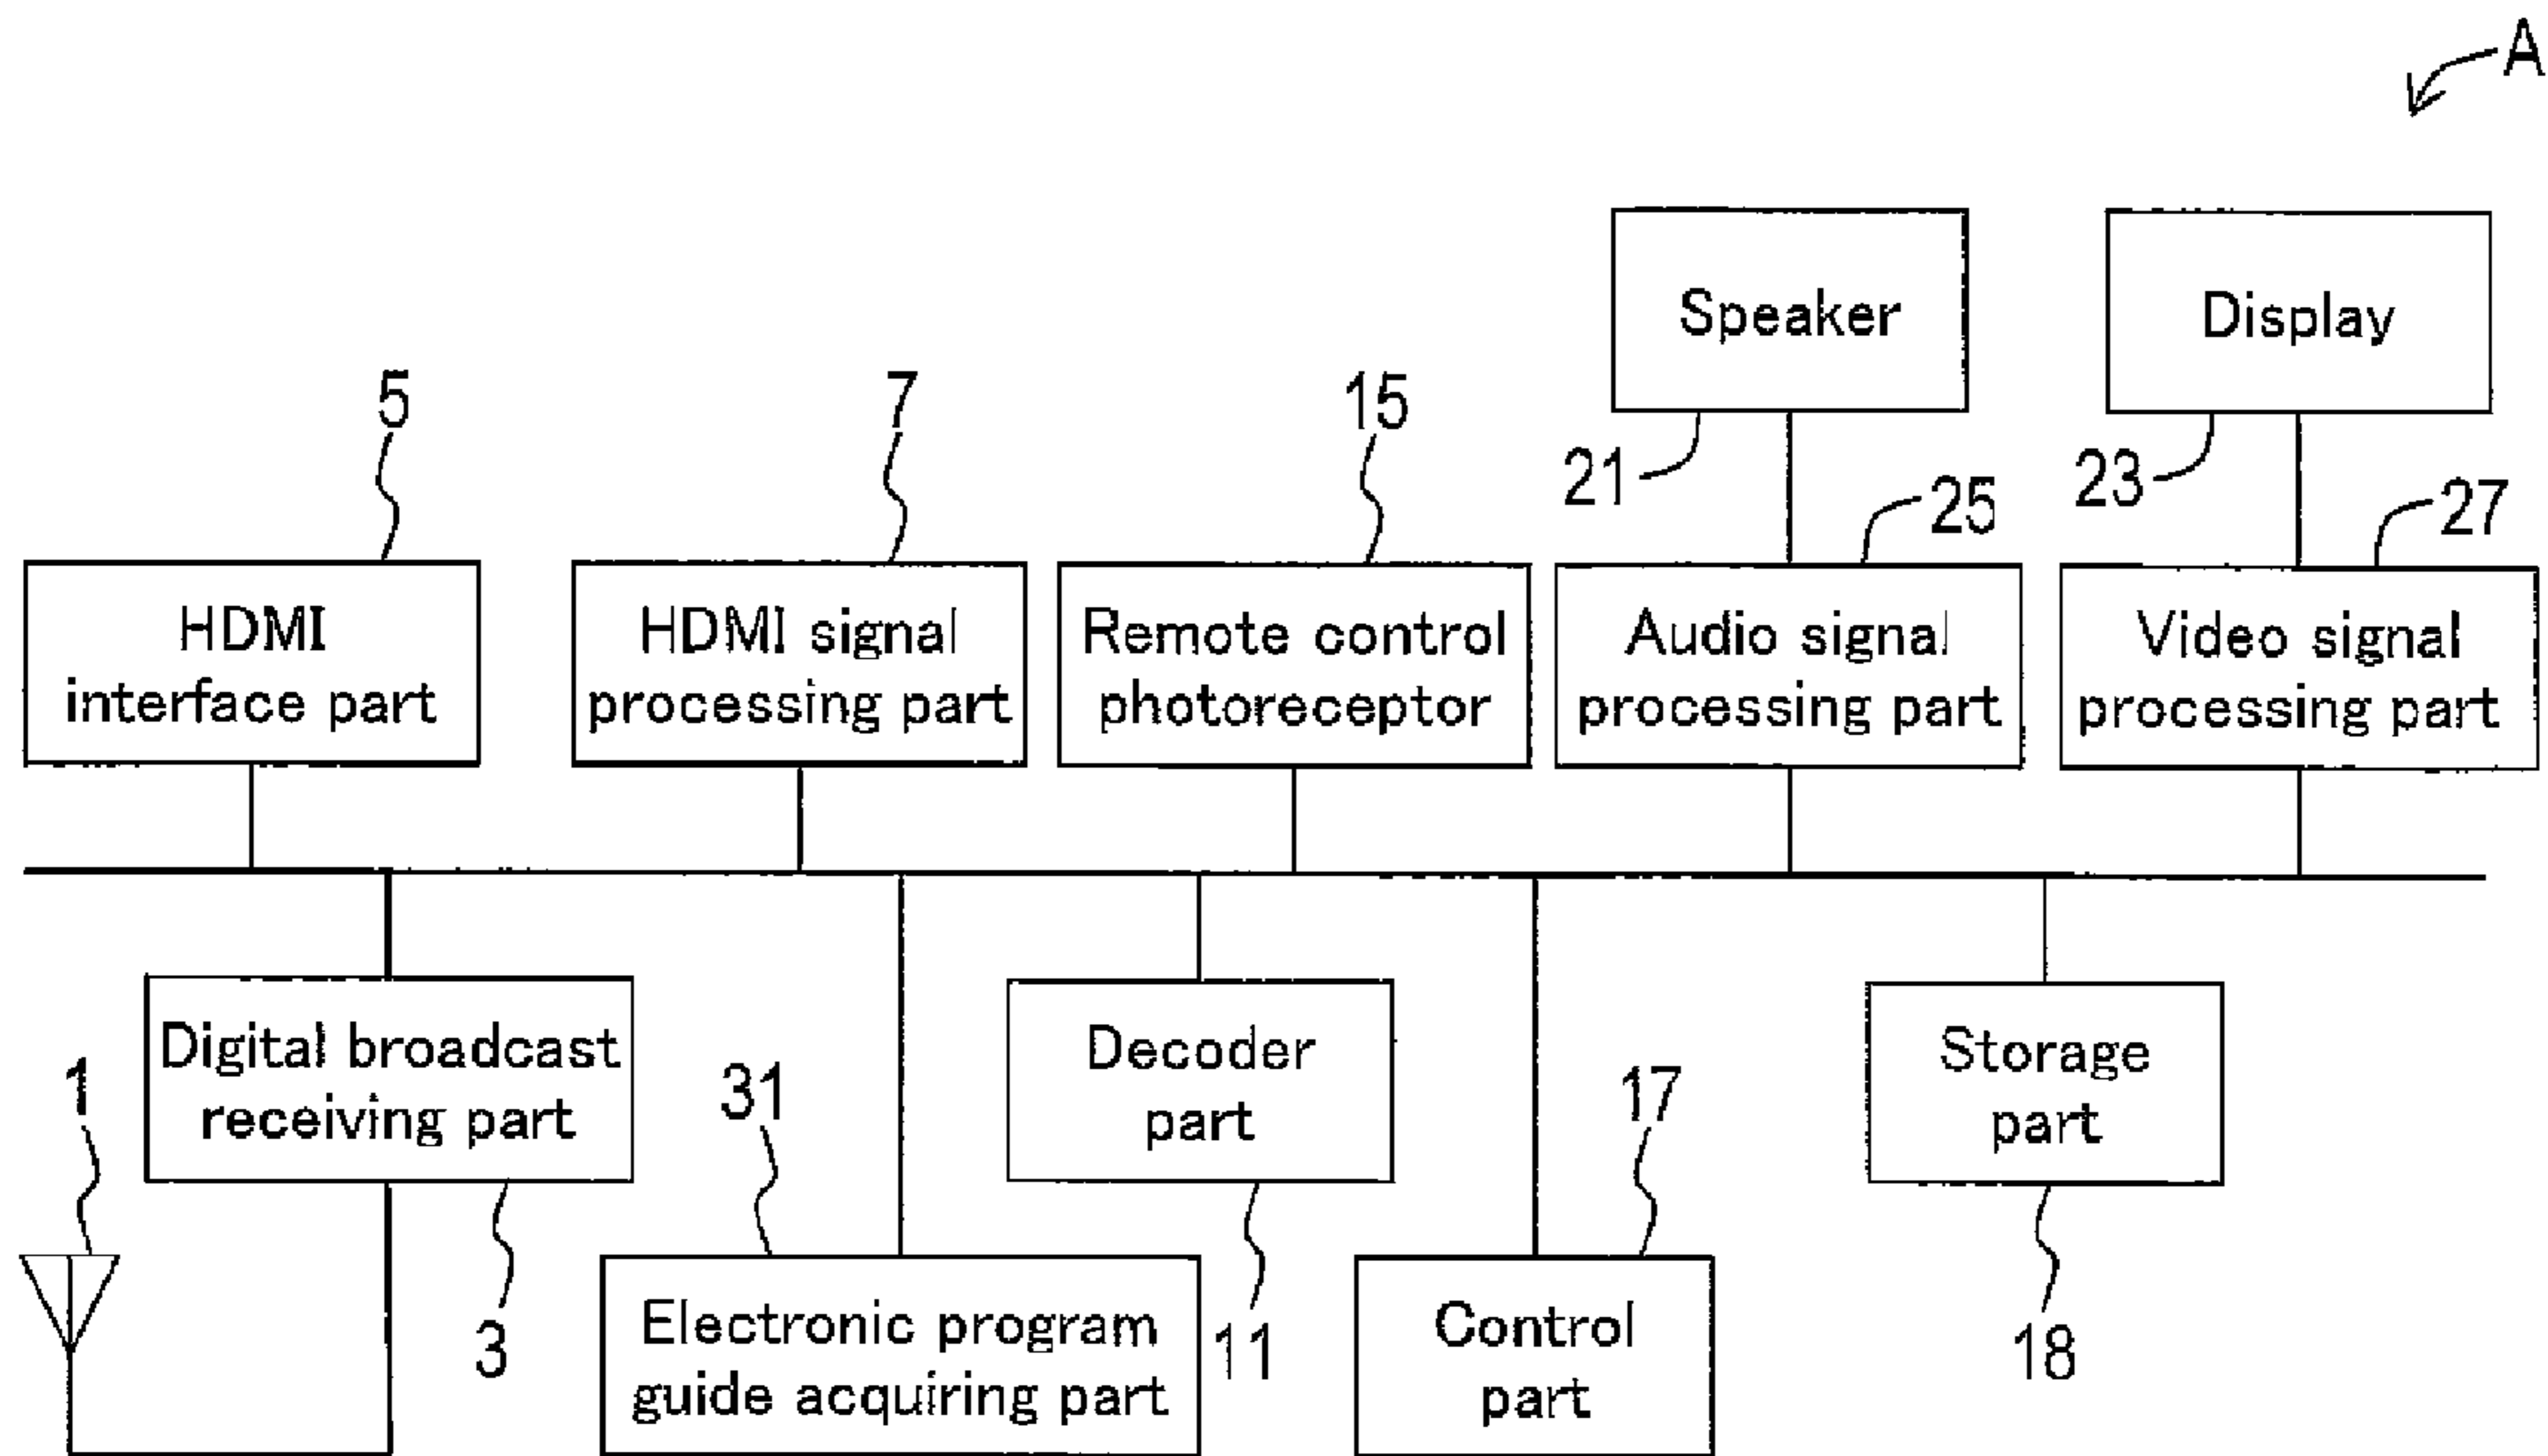 A
Speaker
Display
5
7
15
21
23
25
27
HDMI
interface part
HDMI signal
processing part
Remote control
photoreceptor
Audio signal
processing part
Video signal
processing part
Digital broadcast
receiving part
Decoder
part
Storage
part
1
31
17
3
11
18
Electronic program
guide acquiring part
Control
part